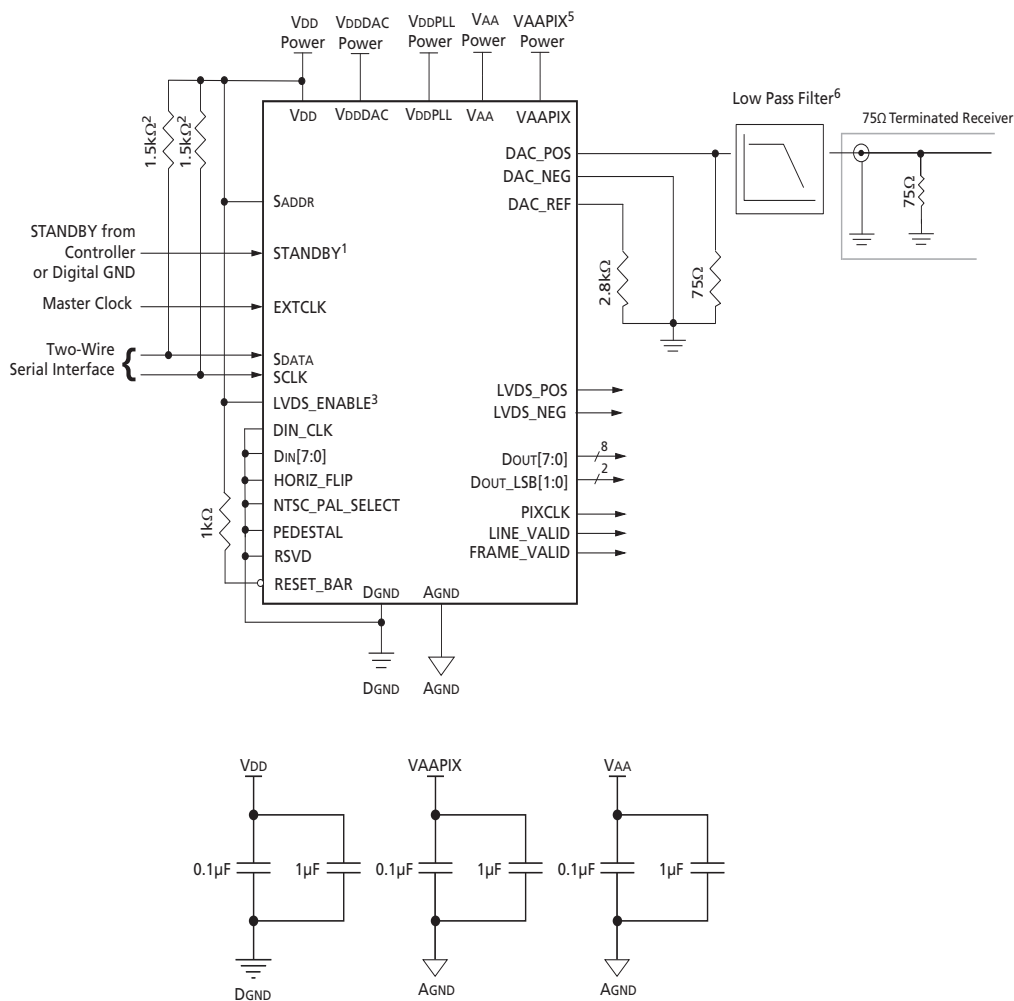 VDD Power
VDDDAC Power
VDDPLL Power
VAA Power
VAAPIX5 Power
VDD
VDDDAC
VDDPLL
VAA
VAAPIX
1.5kΩ2
1.5kΩ2
Low Pass Filter6
75Ω Terminated Receiver
DAC_POS
DAC_NEG
DAC_REF
75Ω
2.8kΩ
75Ω
SADDR
STANDBY from
Controller
or Digital GND
STANDBY1
Master Clock
EXTCLK
Two-Wire
Serial Interface
{
SDATA
SCLK
LVDS_ENABLE3
DIN_CLK
DIN[7:0]
HORIZ_FLIP
NTSC_PAL_SELECT
PEDESTAL
RSVD
RESET_BAR
1kΩ
LVDS_POS
LVDS_NEG
DOUT[7:0]
8
DOUT_LSB[1:0]
2
PIXCLK
LINE_VALID
FRAME_VALID
DGND
AGND
DGND
AGND
VDD
VAAPIX
VAA
0.1µF
1µF
0.1µF
1µF
0.1µF
1µF
DGND
AGND
AGND